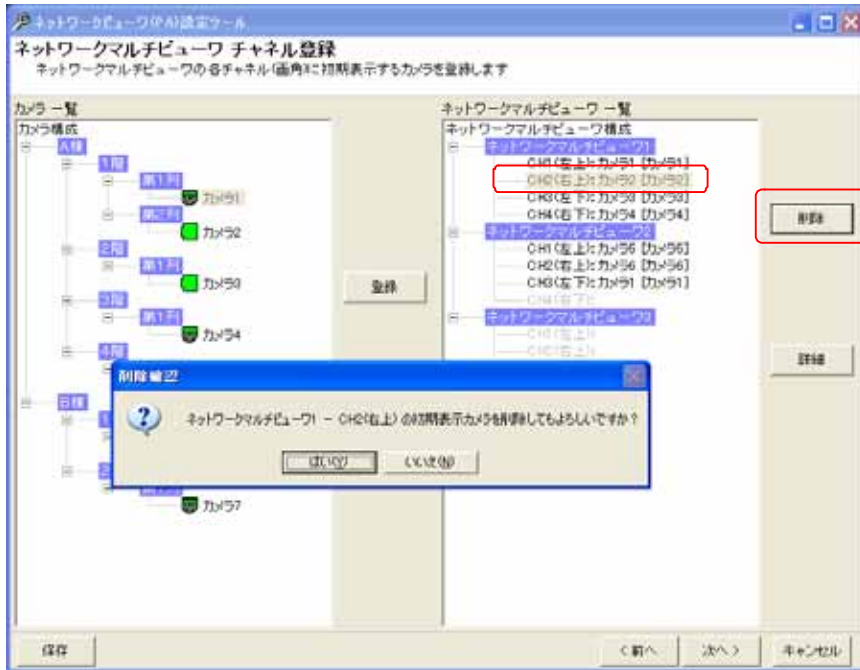 ネットワークビューワ(PA)設定ツール
ネットワークマルチビューワ チャネル登録
ネットワークマルチビューワの各チャネル(画角)に初期表示するカメラを登録します
カメラ 一覧
カメラ構成
A棟
1階
第1列
カメラ1
第2列
カメラ2
2階
第1列
カメラ3
3階
第1列
カメラ4
4階
B棟
カメラ7
登録
ネットワークマルチビューワ 一覧
ネットワークマルチビューワ構成
ネットワークマルチビューワ1
CH1(左上): カメラ1 [カメラ1]
CH2(右上): カメラ2 [カメラ2]
CH3(左下): カメラ3 [カメラ3]
CH4(右下): カメラ4 [カメラ4]
ネットワークマルチビューワ2
CH1(左上): カメラ5 [カメラ5]
CH2(右上): カメラ6 [カメラ6]
CH3(左下): カメラ1 [カメラ1]
CH4(右下):
ネットワークマルチビューワ3
CH1(左上):
CH2(右上):
削除
詳細
削除確認
ネットワークマルチビューワ1 － CH2(右上) の初期表示カメラを削除してもよろしいですか？
はい(Y)
いいえ(N)
保存
< 前へ
次へ >
キャンセル